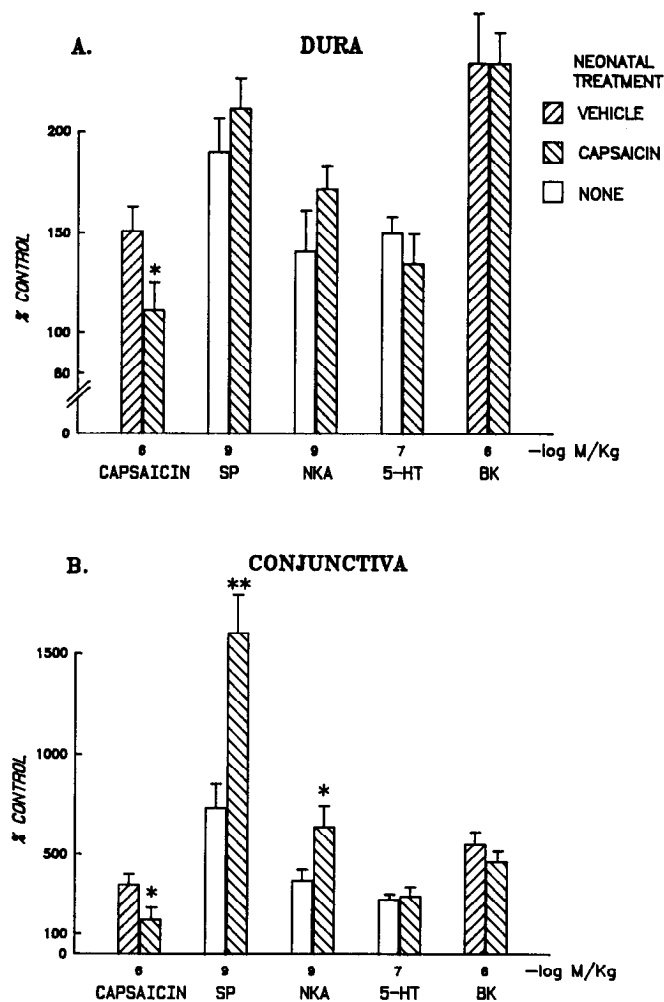 A. DURA
NEONATAL
TREATMENT
VEHICLE
CAPSAICIN
NONE
% CONTROL
200
150
100
80
0
*
6 9 9 7 6 -log M/Kg
CAPSAICIN SP NKA 5-HT BK
B. CONJUNCTIVA
% CONTROL
1500
1000
500
100
0
* ** *
6 9 9 7 6 -log M/Kg
CAPSAICIN SP NKA 5-HT BK